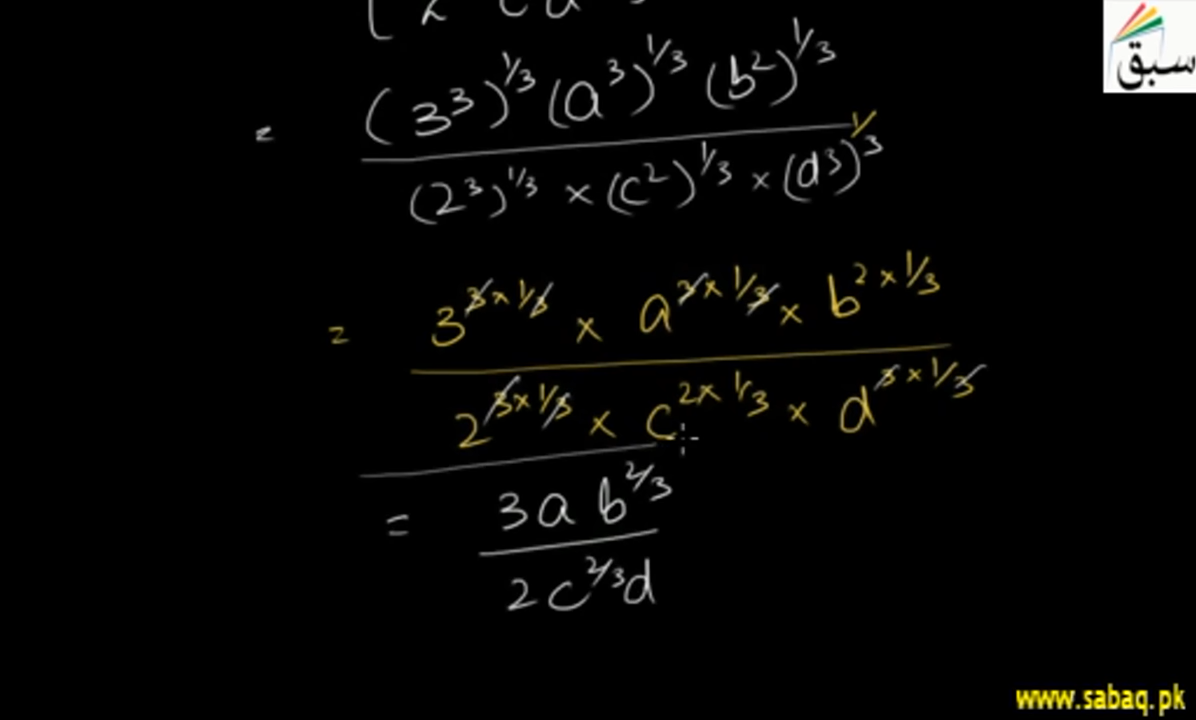 سبق
= (3³)^1/3 (a³)^1/3 (b²)^1/3
(2³)^1/3 × (c²)^1/3 × (d³)^1/3
= 3^3×1/3 × a^3×1/3 × b^2×1/3
2^3×1/3 × c^2×1/3 × d^3×1/3
= 3a b^2/3
2c^2/3d
www.sabaq.pk